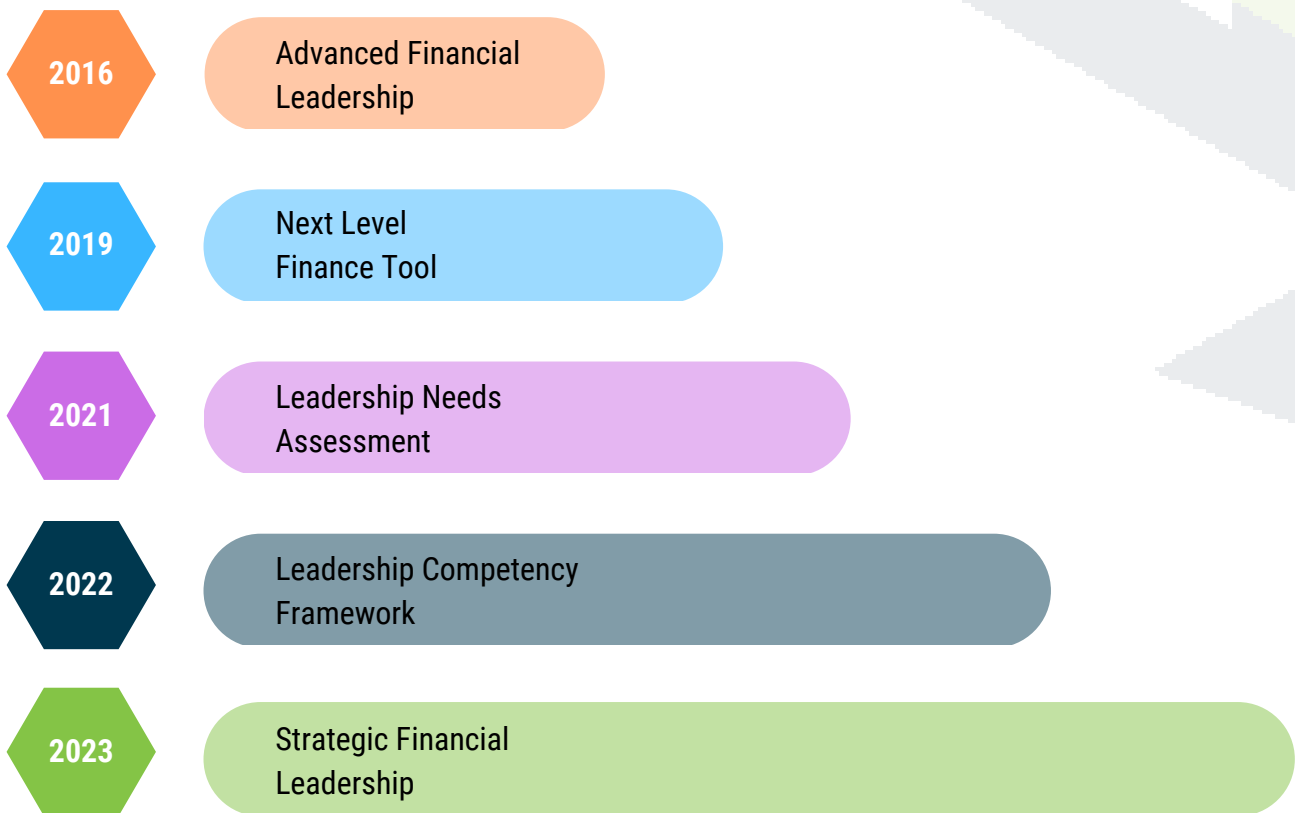 2016
Advanced Financial
Leadership
2019
Next Level
Finance Tool
2021
Leadership Needs
Assessment
2022
Leadership Competency
Framework
2023
Strategic Financial
Leadership